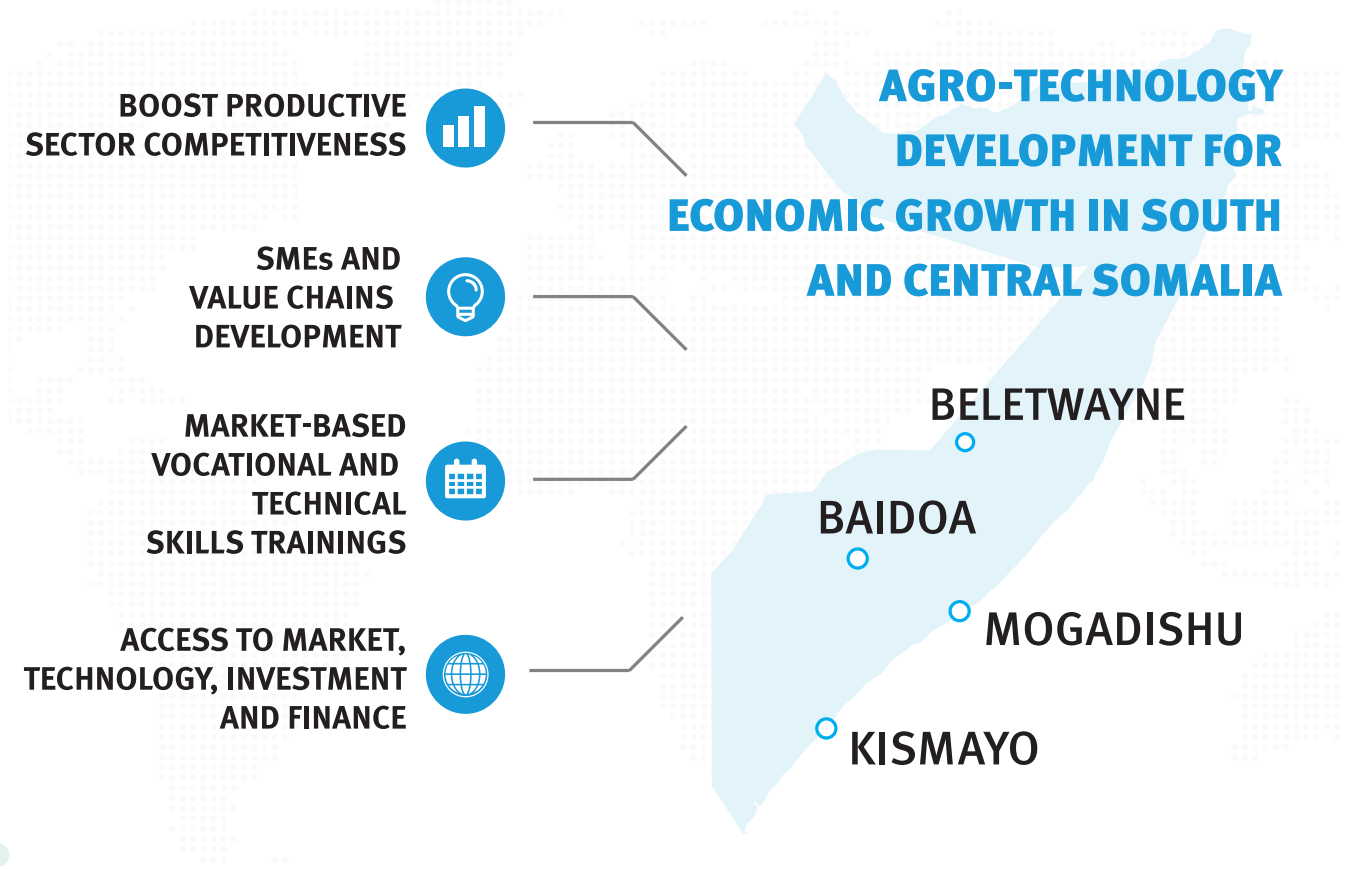 BOOST PRODUCTIVE
SECTOR COMPETITIVENESS
SMEs AND
VALUE CHAINS
DEVELOPMENT
MARKET-BASED
VOCATIONAL AND
TECHNICAL
SKILLS TRAININGS
ACCESS TO MARKET,
TECHNOLOGY, INVESTMENT
AND FINANCE
AGRO-TECHNOLOGY
DEVELOPMENT FOR
ECONOMIC GROWTH IN SOUTH
AND CENTRAL SOMALIA
BELETWAYNE
BAIDOA
MOGADISHU
KISMAYO